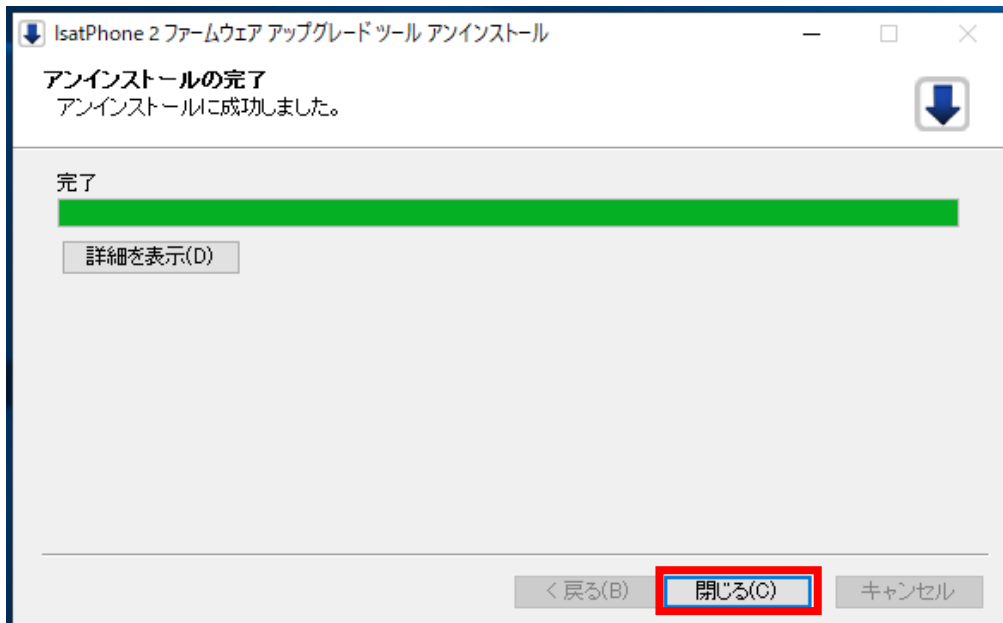 IsatPhone 2 ファームウェア アップグレード ツール アンインストール
アンインストールの完了
アンインストールに成功しました。
完了
詳細を表示(D)
< 戻る(B)
閉じる(C)
キャンセル